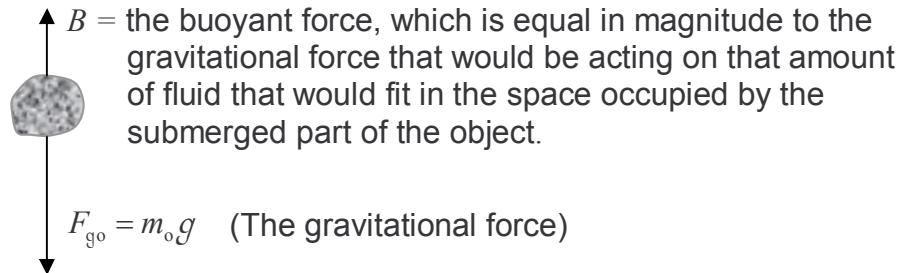 B = the buoyant force, which is equal in magnitude to the
gravitational force that would be acting on that amount
of fluid that would fit in the space occupied by the
submerged part of the object.
F_go = m_o g (The gravitational force)